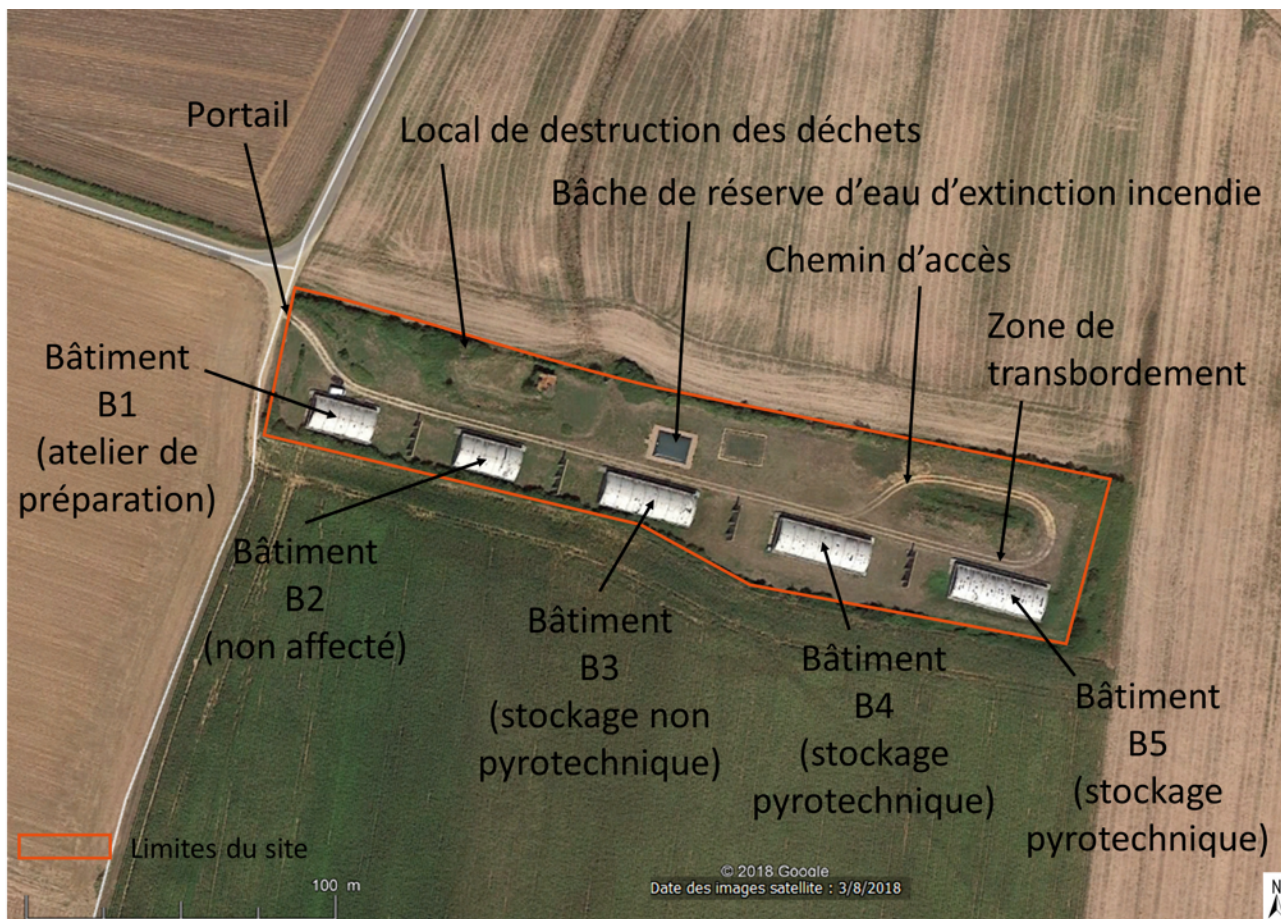 Portail
Local de destruction des déchets
Bâche de réserve d'eau d'extinction incendie
Chemin d'accès
Zone de
transbordement
Bâtiment
B1
(atelier de
préparation)
Bâtiment
B2
(non affecté)
Bâtiment
B3
(stockage non
pyrotechnique)
Bâtiment
B4
(stockage
pyrotechnique)
Bâtiment
B5
(stockage
pyrotechnique)
Limites du site
100 m
© 2018 Google
Date des images satellite : 3/8/2018
N